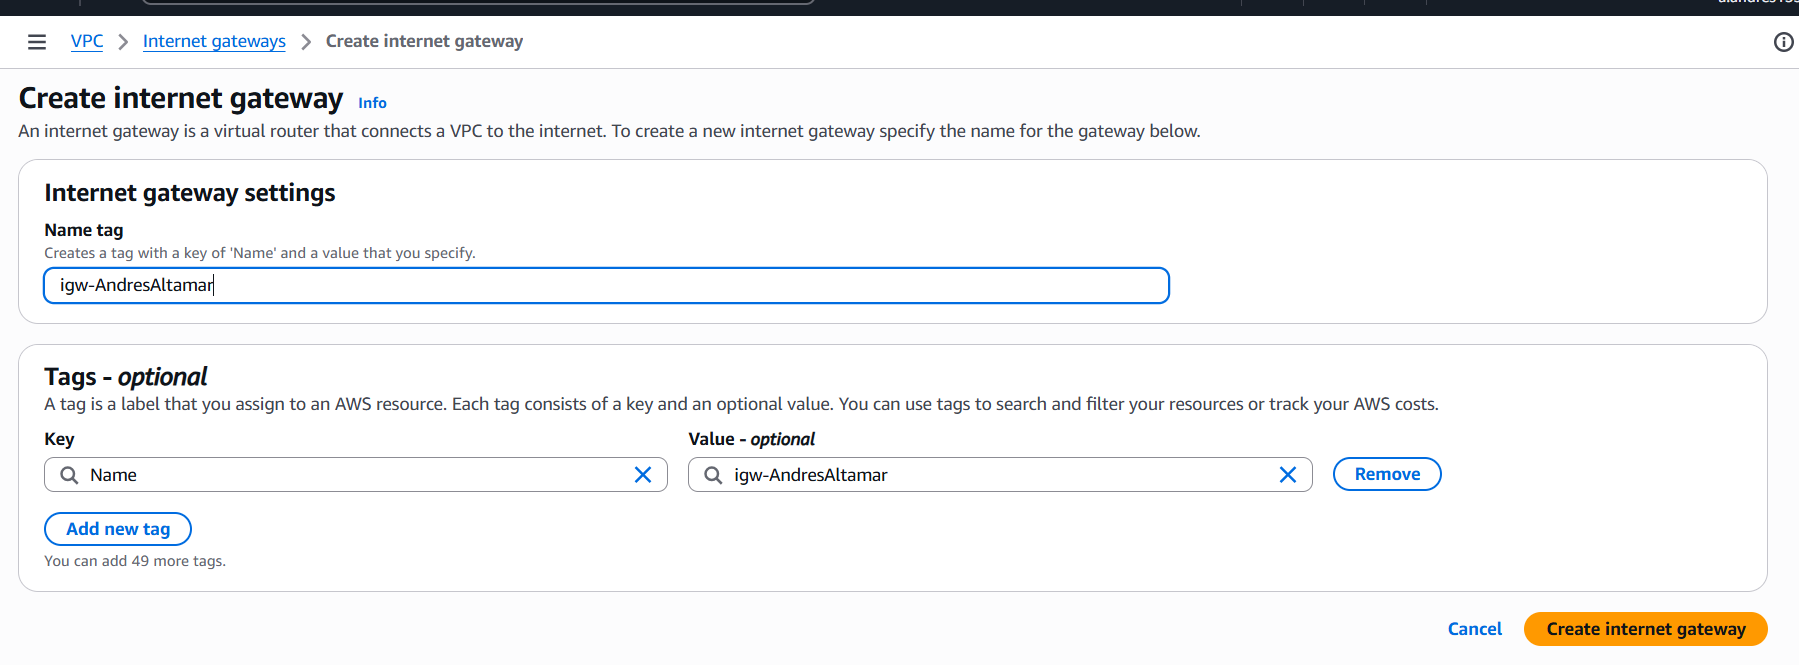 VPC > Internet gateways > Create internet gateway
Create internet gateway Info
An internet gateway is a virtual router that connects a VPC to the internet. To create a new internet gateway specify the name for the gateway below.
Internet gateway settings
Name tag
Creates a tag with a key of 'Name' and a value that you specify.
igw-AndresAltamar
Tags - optional
A tag is a label that you assign to an AWS resource. Each tag consists of a key and an optional value. You can use tags to search and filter your resources or track your AWS costs.
Key Value - optional
Name igw-AndresAltamar Remove
Add new tag
You can add 49 more tags.
Cancel Create internet gateway